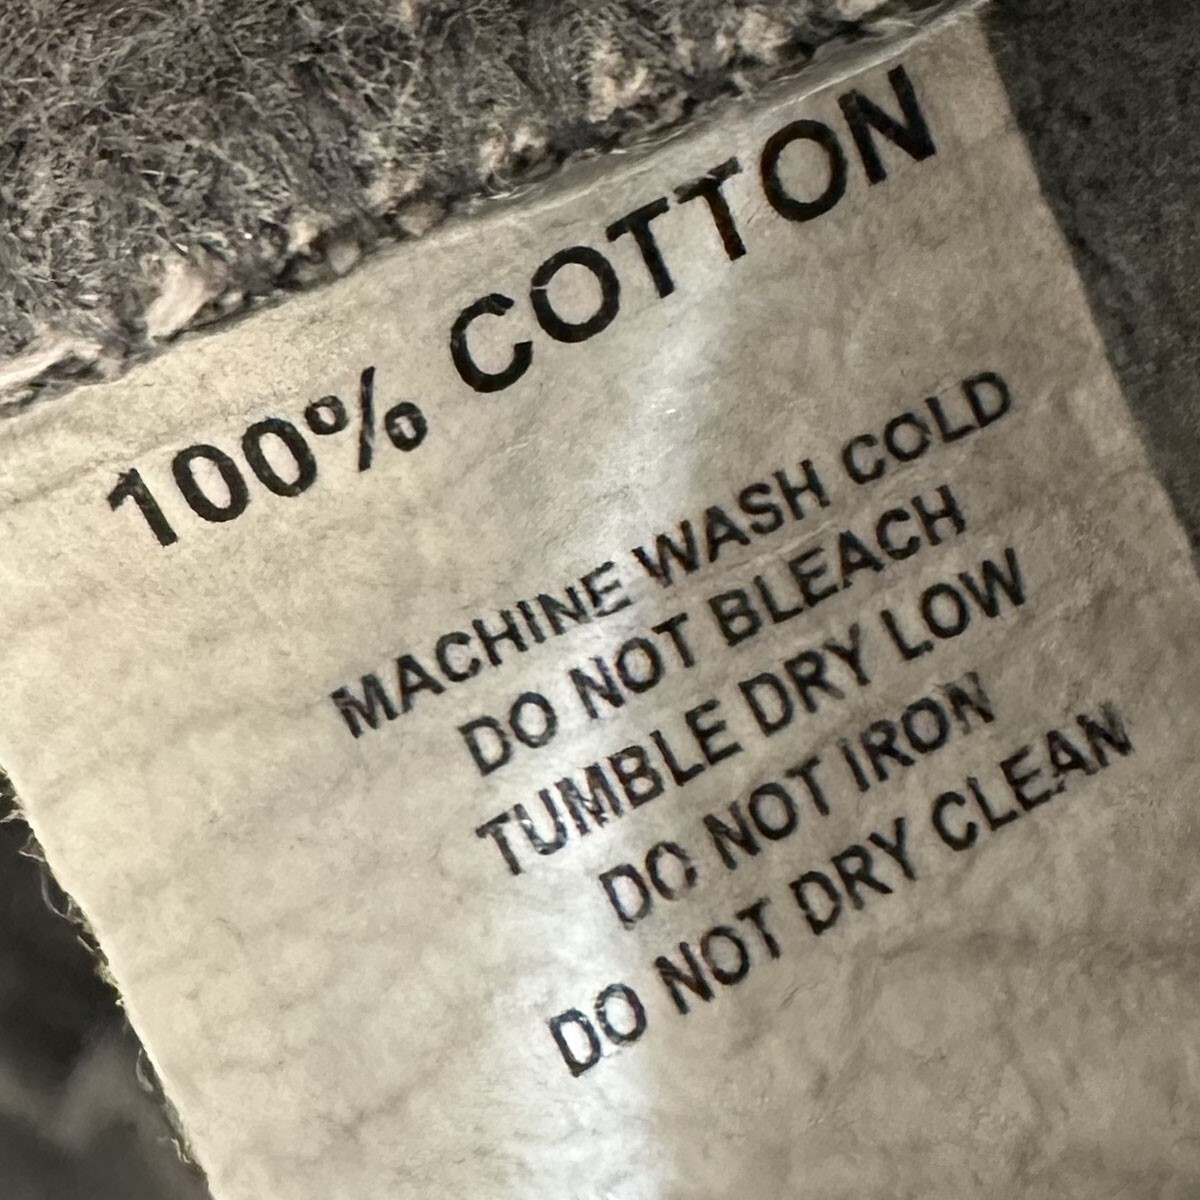 100% COTTON
MACHINE WASH COLD
DO NOT BLEACH
TUMBLE DRY LOW
DO NOT IRON
DO NOT DRY CLEAN